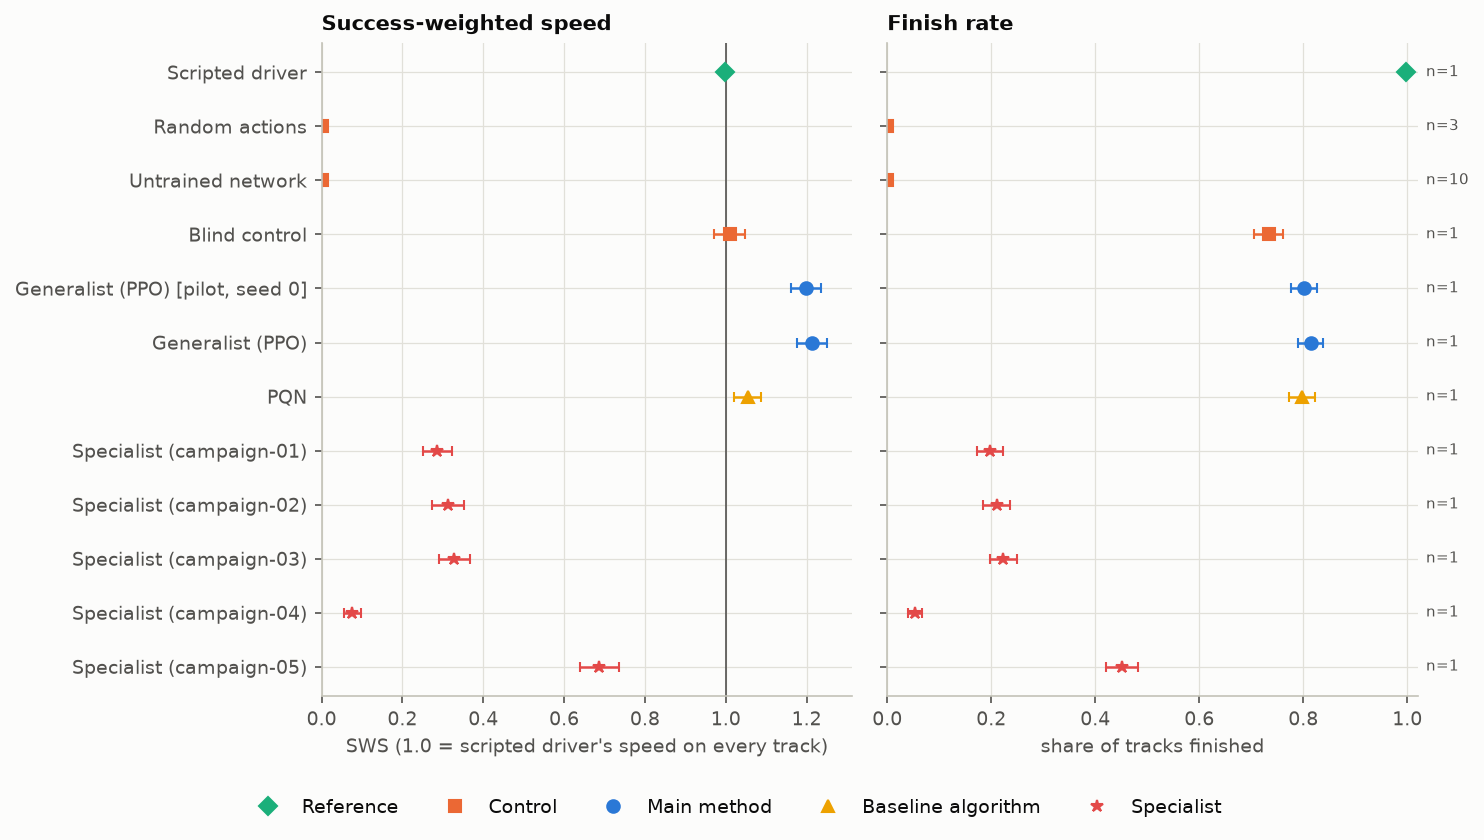 Success-weighted speed
Finish rate
Scripted driver
n=1
Random actions
n=3
Untrained network
n=10
Blind control
n=1
Generalist (PPO) [pilot, seed 0]
n=1
Generalist (PPO)
n=1
PQN
n=1
Specialist (campaign-01)
n=1
Specialist (campaign-02)
n=1
Specialist (campaign-03)
n=1
Specialist (campaign-04)
n=1
Specialist (campaign-05)
n=1
0.0 0.2 0.4 0.6 0.8 1.0 1.2
0.0 0.2 0.4 0.6 0.8 1.0
SWS (1.0 = scripted driver's speed on every track)
share of tracks finished
Reference Control Main method Baseline algorithm Specialist